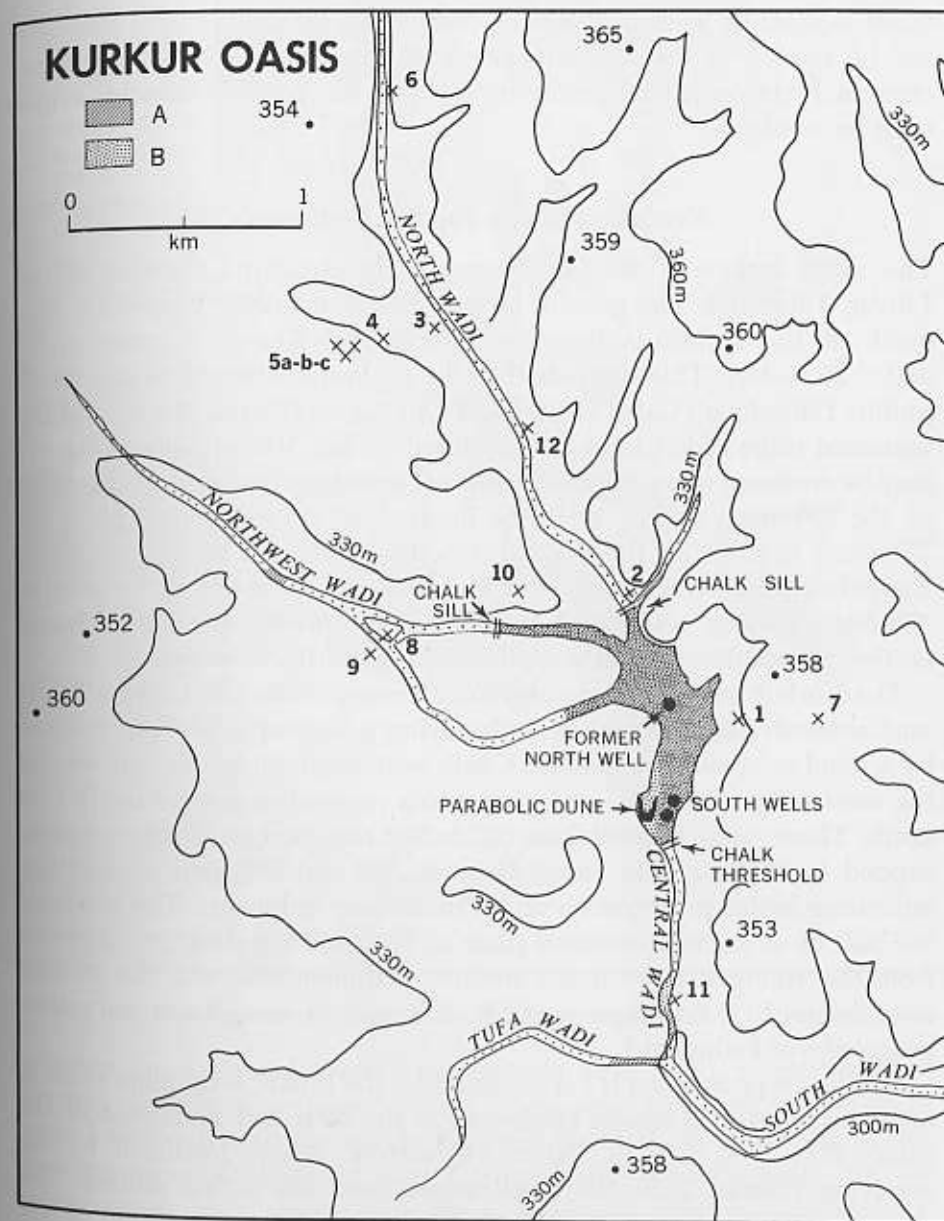 KURKUR OASIS
A
B
0 1
km
365
6
354
330m
NORTH WADI
359
360m
3
4
5a-b-c
360
12
330m
NORTHWEST WADI
330m
10
2
CHALK SILL
CHALK
SILL
352
8
9
358
360
1
7
FORMER
NORTH WELL
PARABOLIC DUNE
SOUTH WELLS
CHALK
THRESHOLD
CENTRAL WADI
330m
353
11
TUFA WADI
SOUTH WADI
300m
358
330m
330m